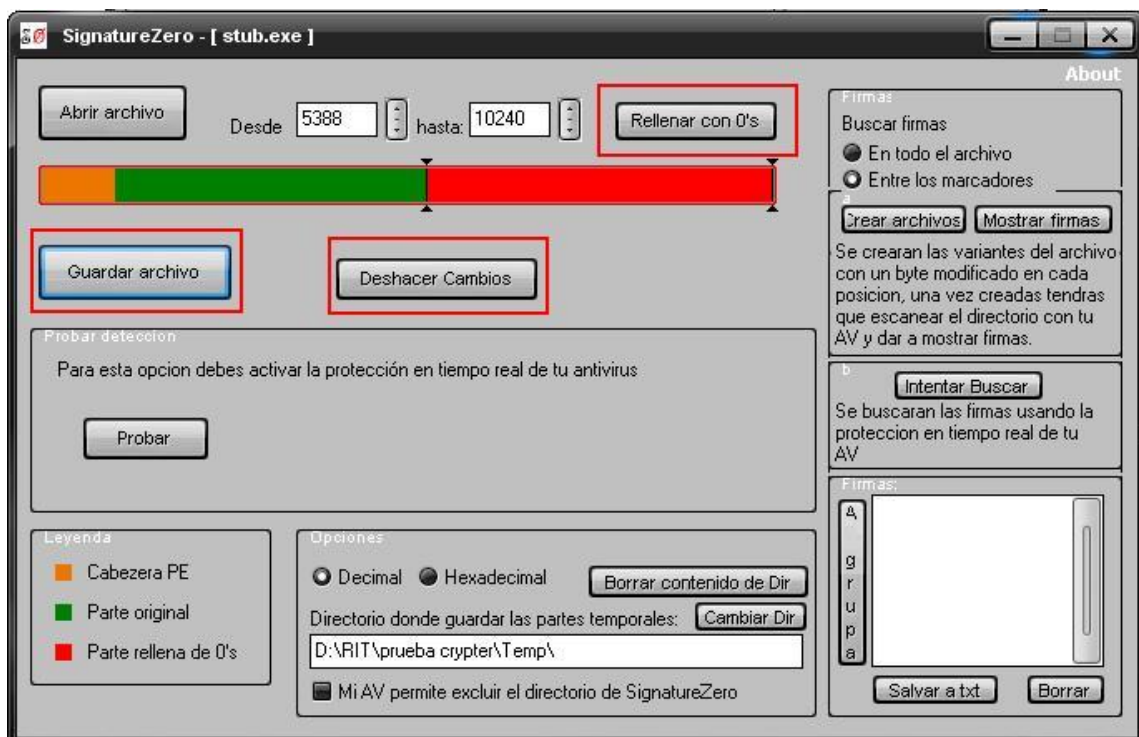 SignatureZero - [ stub.exe ]
About
Abrir archivo
Desde 5388 hasta: 10240
Rellenar con 0's
Guardar archivo
Deshacer Cambios
Probar deteccion
Para esta opcion debes activar la protección en tiempo real de tu antivirus
Probar
Leyenda
Cabezera PE
Parte original
Parte rellena de 0's
Opciones
Decimal Hexadecimal
Borrar contenido de Dir
Directorio donde guardar las partes temporales:
Cambiar Dir
D:\RIT\prueba crypter\Temp\
Mi AV permite excluir el directorio de SignatureZero
Firmas
Buscar firmas
En todo el archivo
Entre los marcadores
a
Crear archivos
Mostrar firmas
Se crearan las variantes del archivo
con un byte modificado en cada
posicion, una vez creadas tendras
que escanear el directorio con tu
AV y dar a mostrar firmas.
b
Intentar Buscar
Se buscaran las firmas usando la
proteccion en tiempo real de tu
AV
Firmas:
A
g
r
u
p
a
Salvar a txt
Borrar